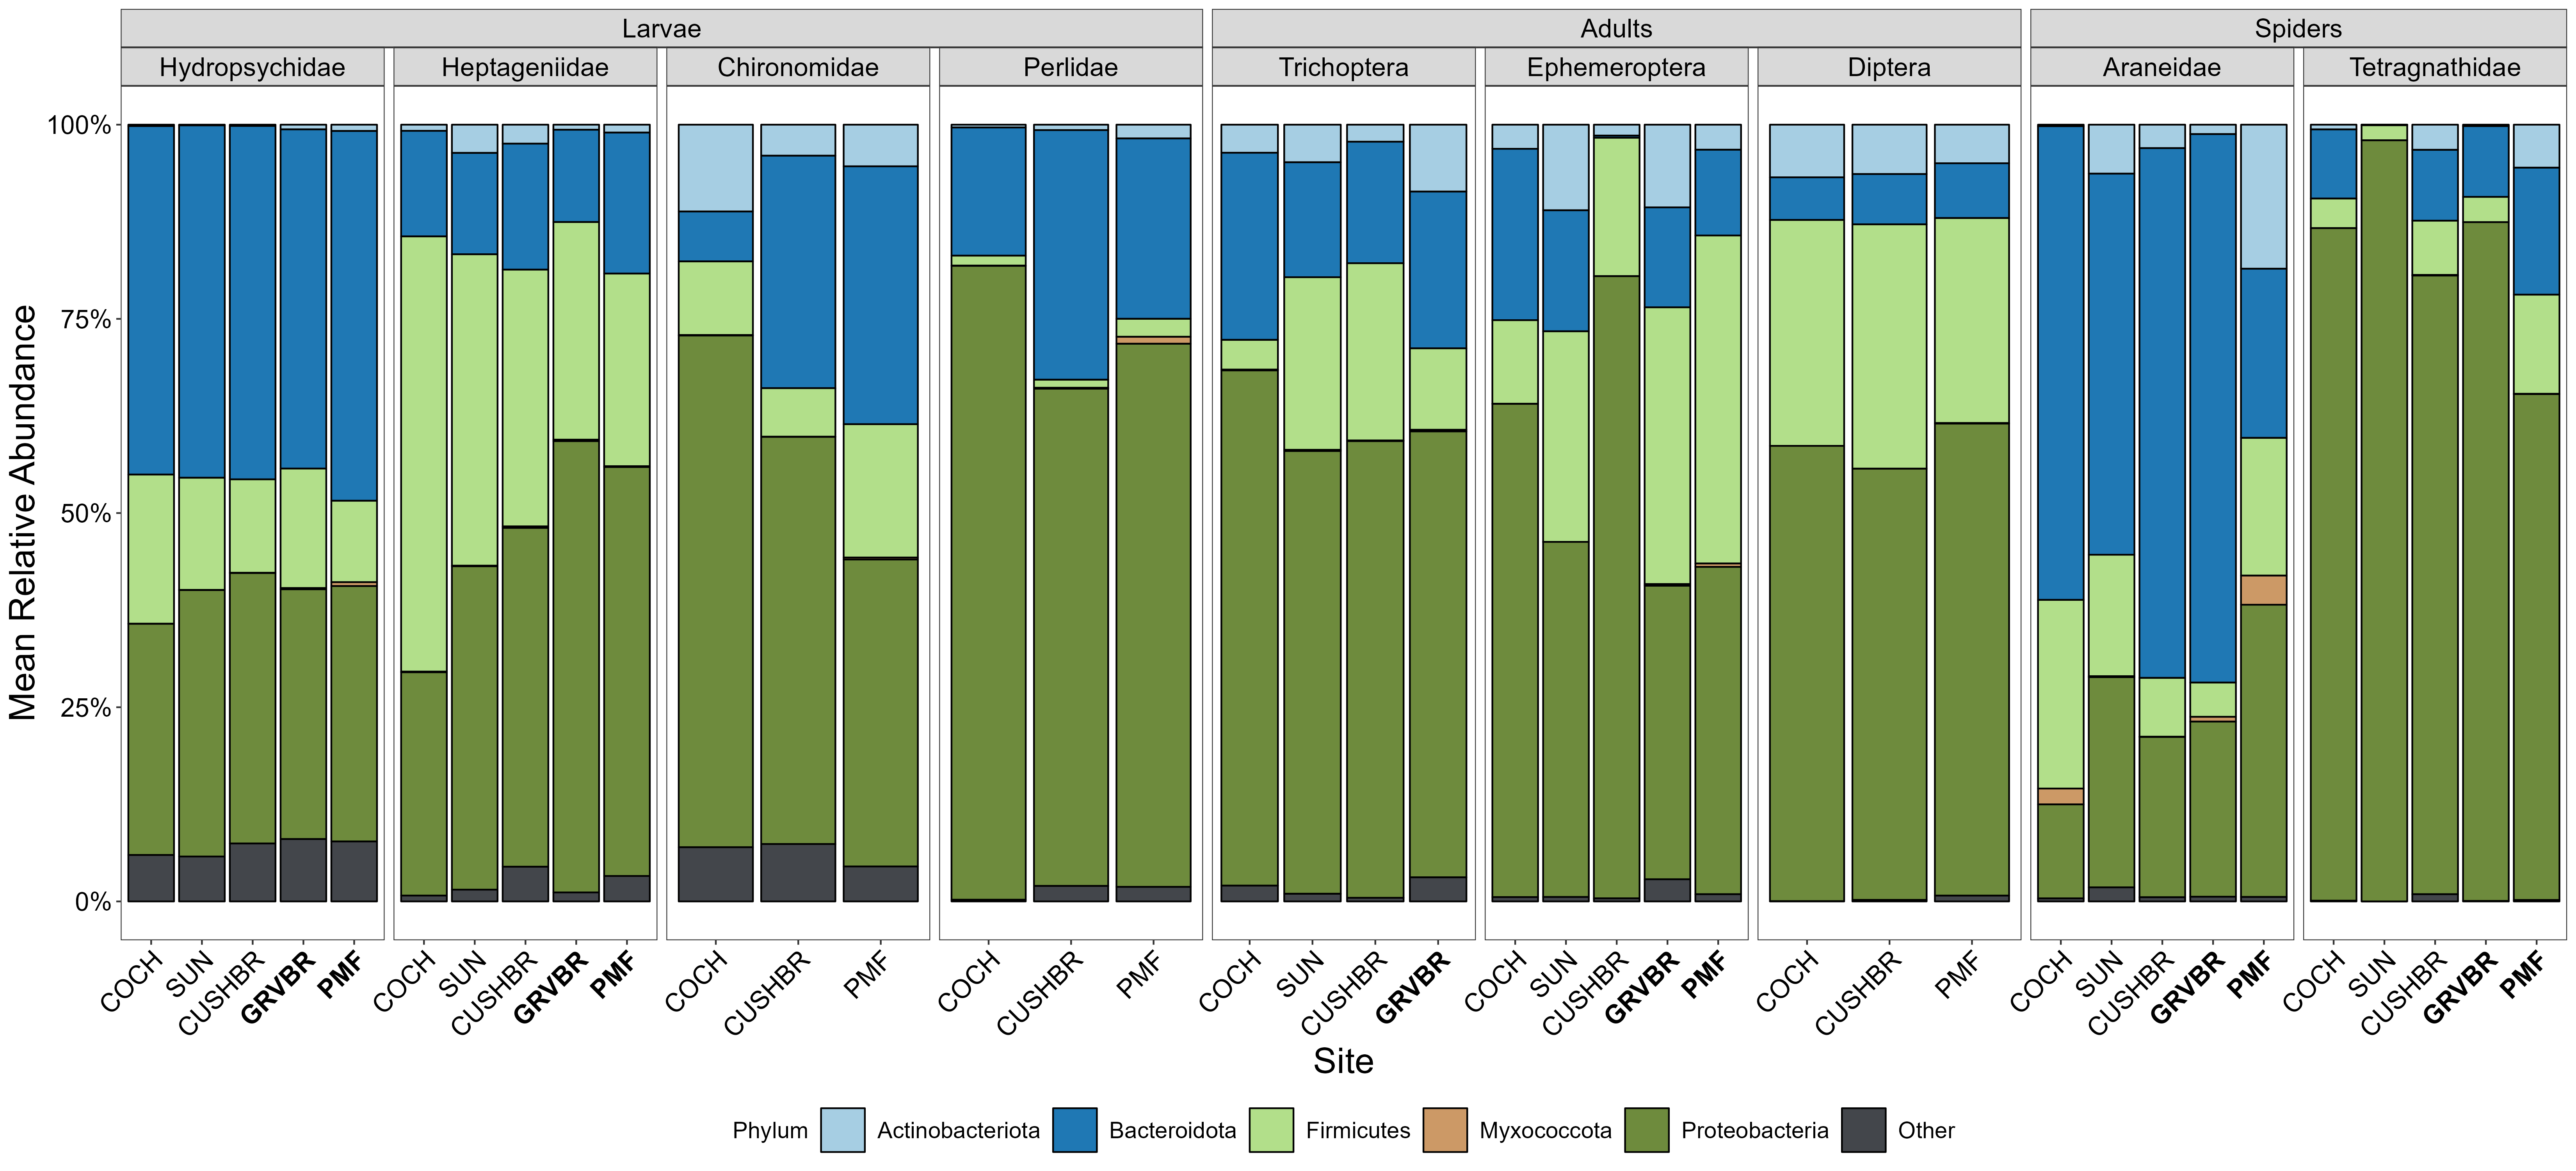 Larvae Adults Spiders
Hydropsychidae Heptageniidae Chironomidae Perlidae Trichoptera Ephemeroptera Diptera Araneidae Tetragnathidae
Mean Relative Abundance
100%
75%
50%
25%
0%
COCH SUN CUSHBR GRVBR PMF COCH SUN CUSHBR GRVBR PMF COCH CUSHBR PMF COCH CUSHBR PMF COCH SUN CUSHBR GRVBR COCH SUN CUSHBR GRVBR PMF COCH CUSHBR PMF COCH SUN CUSHBR GRVBR PMF COCH SUN CUSHBR GRVBR PMF
Site
Phylum Actinobacteriota Bacteroidota Firmicutes Myxococcota Proteobacteria Other